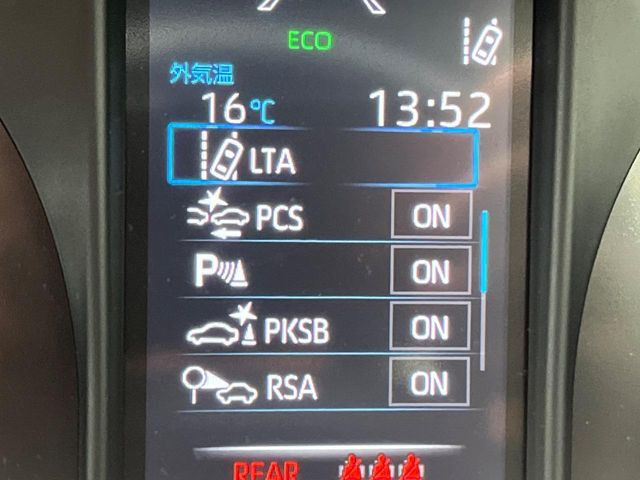 ECO
外気温
16℃ 13:52
LTA
PCS ON
P ON
PKSB ON
RSA ON
REAR